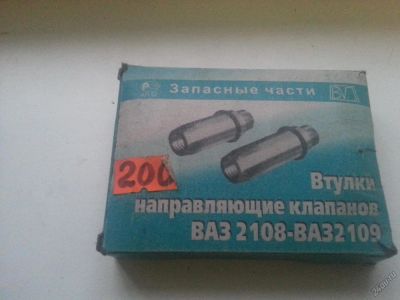 Запасные части
200
Втулки
направляющие клапанов
ВАЗ 2108-ВАЗ2109